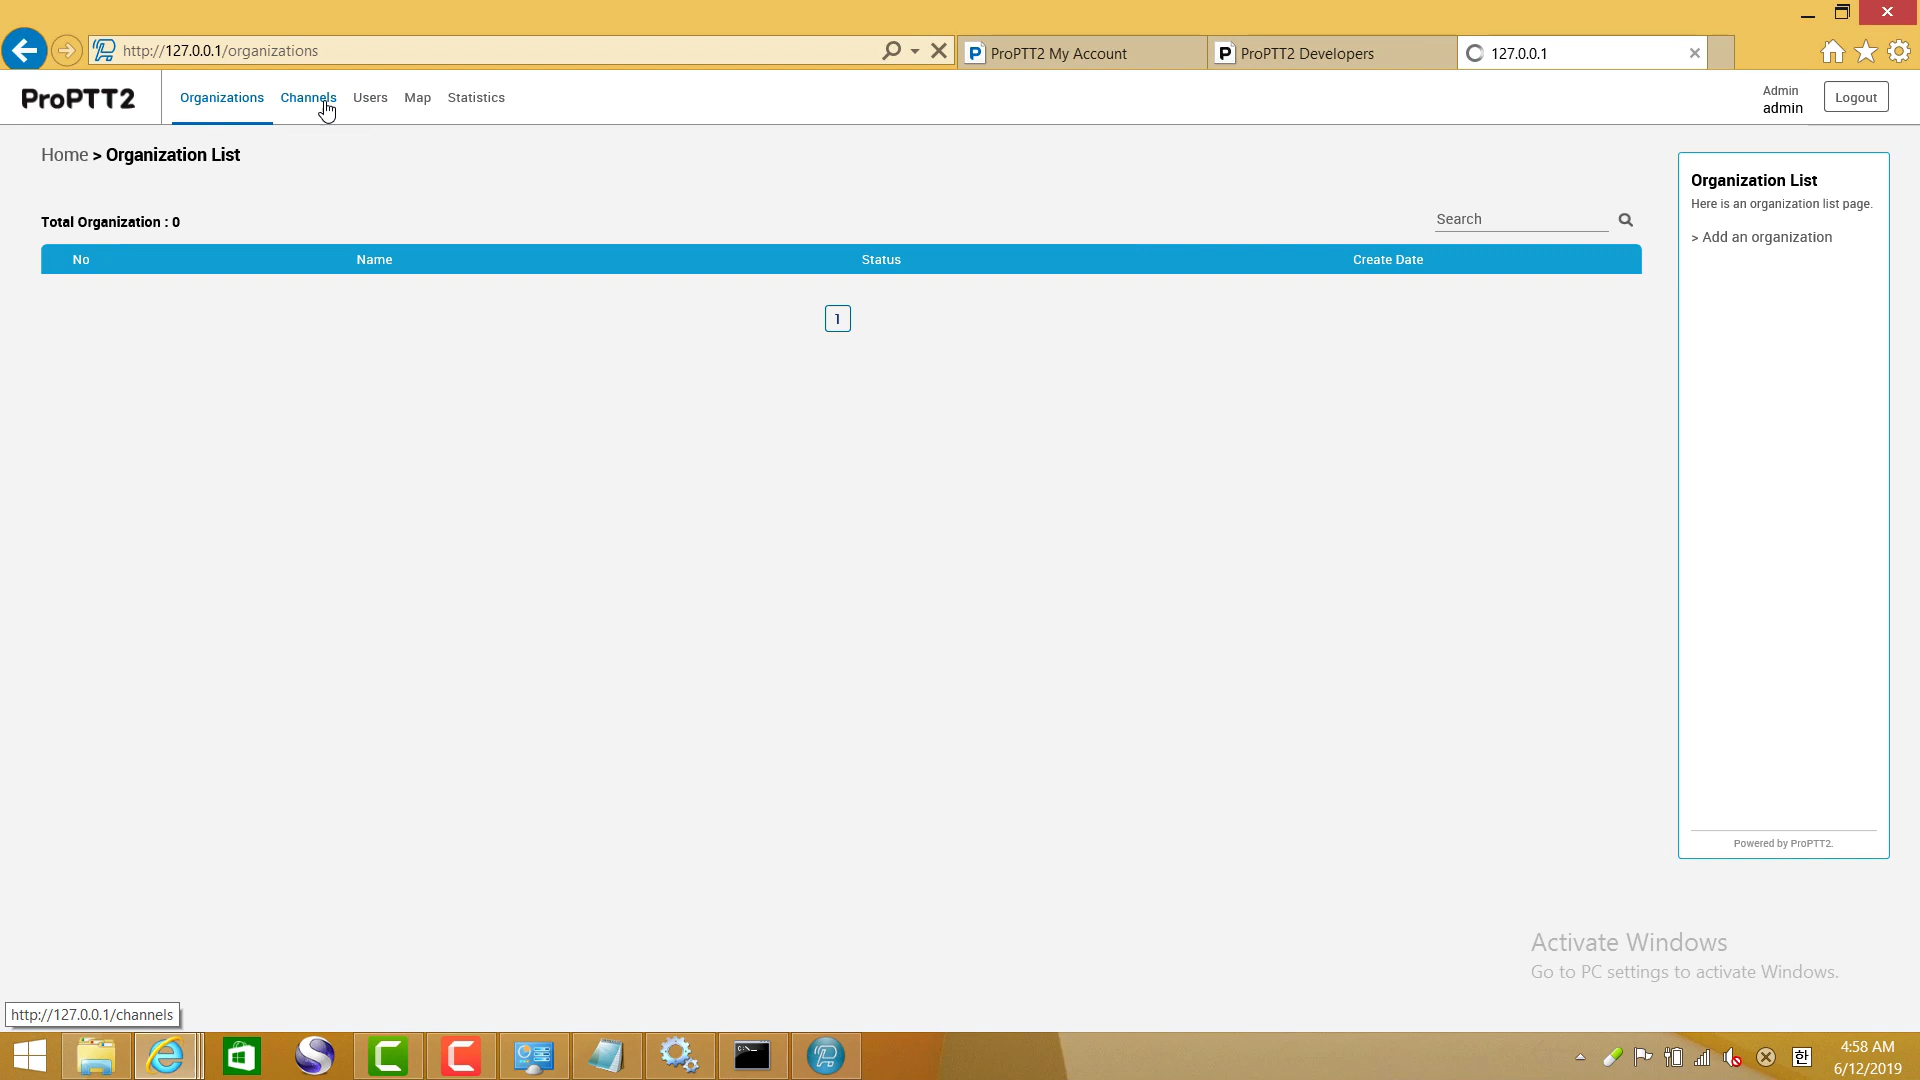 http://127.0.0.1/organizations
ProPTT2 My Account
ProPTT2 Developers
127.0.0.1
ProPTT2
Organizations
Channels
Users
Map
Statistics
Admin
admin
Logout
Home > Organization List
Total Organization : 0
Search
No
Name
Status
Create Date
1
Organization List
Here is an organization list page.
> Add an organization
Powered by ProPTT2.
Activate Windows
Go to PC settings to activate Windows.
http://127.0.0.1/channels
한
4:58 AM
6/12/2019